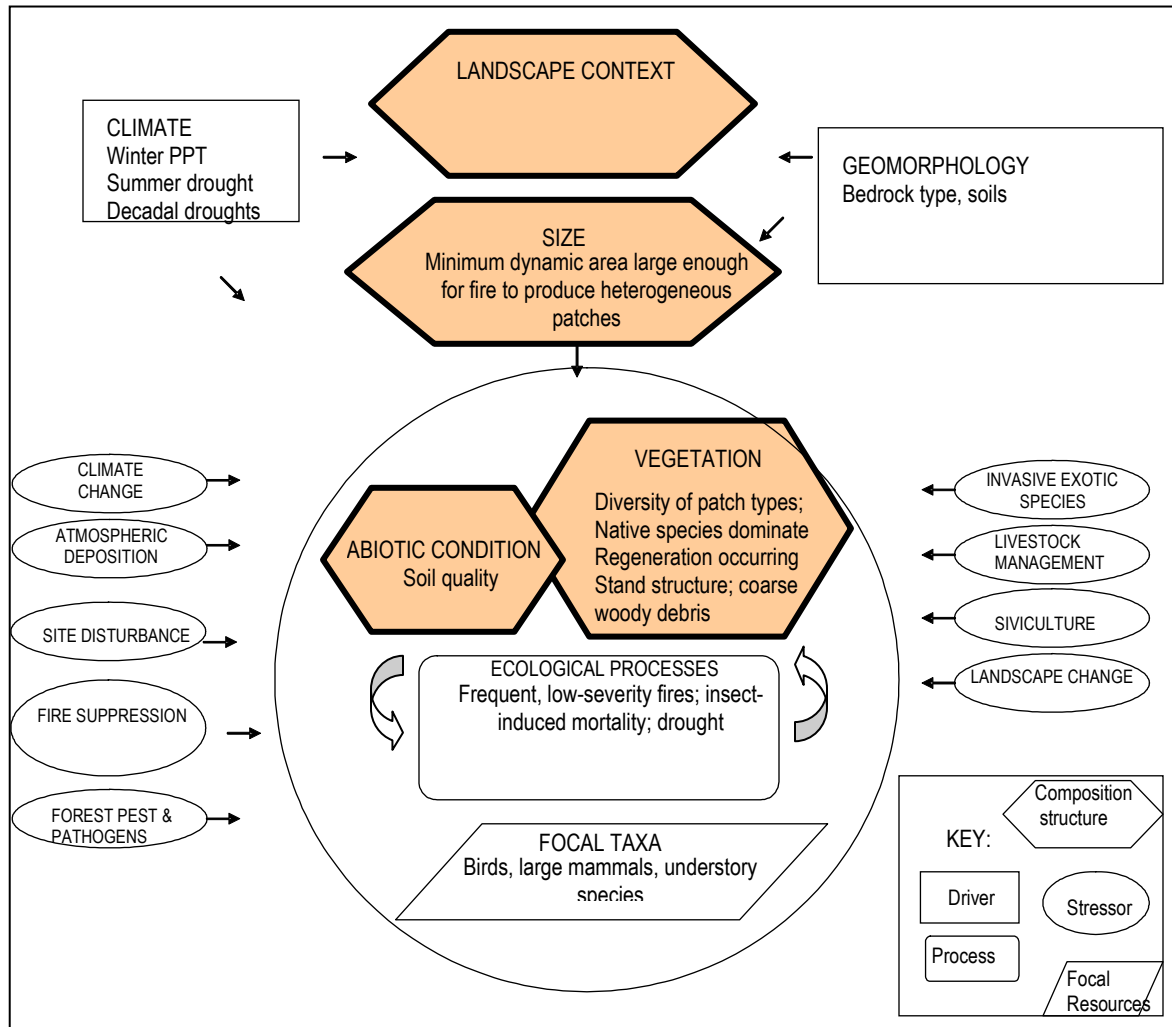 LANDSCAPE CONTEXT
CLIMATE
Winter PPT
Summer drought
Decadal droughts
GEOMORPHOLOGY
Bedrock type, soils
SIZE
Minimum dynamic area large enough
for fire to produce heterogeneous
patches
CLIMATE
CHANGE
ATMOSPHERIC
DEPOSITION
SITE DISTURBANCE
FIRE SUPPRESSION
FOREST PEST &
PATHOGENS
ABIOTIC CONDITION
Soil quality
VEGETATION
Diversity of patch types;
Native species dominate
Regeneration occurring
Stand structure; coarse
woody debris
ECOLOGICAL PROCESSES
Frequent, low-severity fires; insect-
induced mortality; drought
FOCAL TAXA
Birds, large mammals, understory
species
INVASIVE EXOTIC
SPECIES
LIVESTOCK
MANAGEMENT
SIVICULTURE
LANDSCAPE CHANGE
KEY:
Composition
structure
Driver
Stressor
Process
Focal
Resources